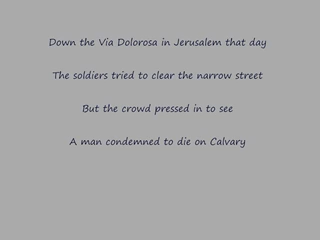 Down the Via Dolorosa in Jerusalem that day
The soldiers tried to clear the narrow street
But the crowd pressed in to see
A man condemned to die on Calvary